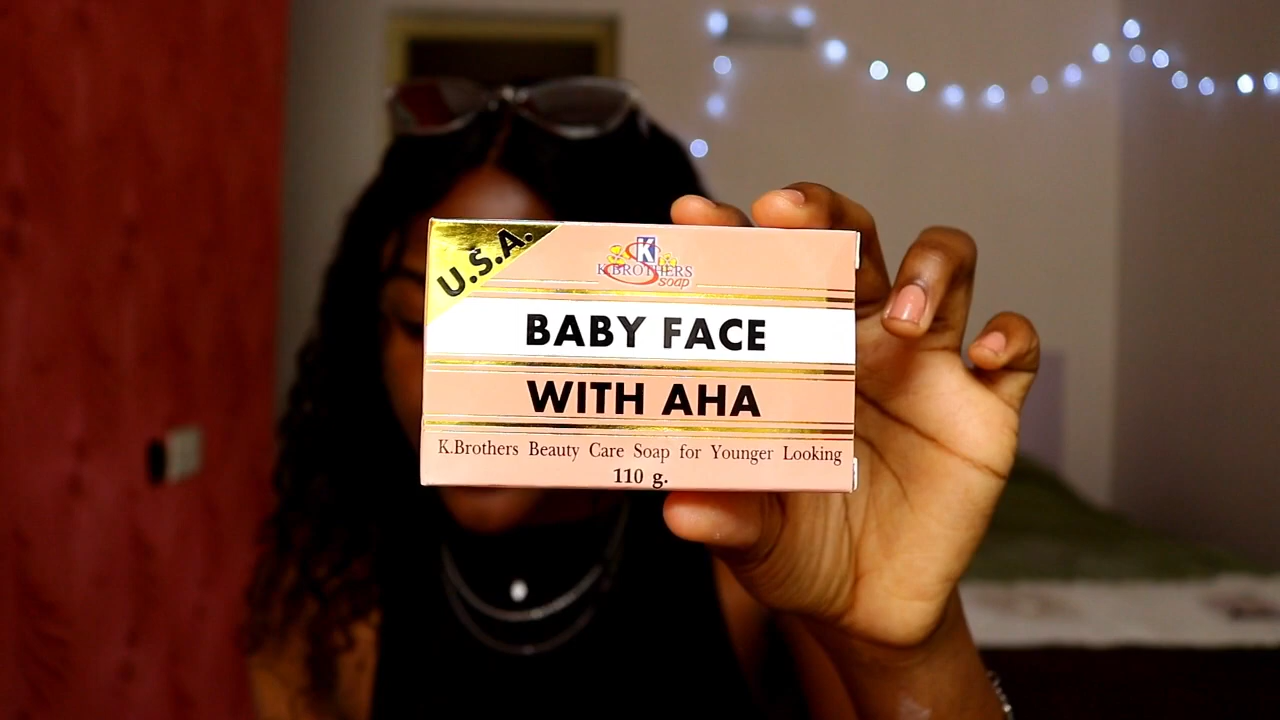 U.S.A.
K
K.BROTHERS
soap
BABY FACE
WITH AHA
K.Brothers Beauty Care Soap for Younger Looking
110 g.